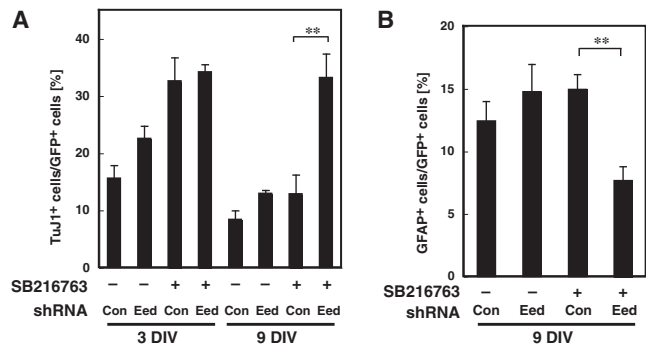 A
TuJ1+ cells/GFP+ cells [%]
40
30
20
10
0
**
SB216763 – – + + – – + +
shRNA Con Eed Con Eed Con Eed Con Eed
3 DIV 9 DIV
B
GFAP+ cells/GFP+ cells [%]
20
15
10
5
0
**
SB216763 – – + +
shRNA Con Eed Con Eed
9 DIV